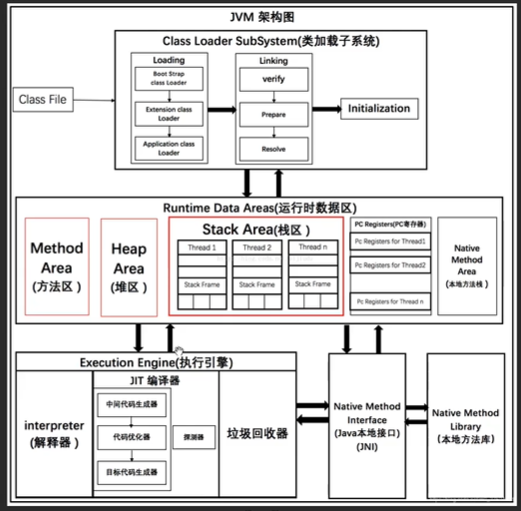 JVM 架构图
Class Loader SubSystem(类加载子系统)
Class File
Loading
Boot Strap
class Loader
Extension class
Loader
Application class
Loader
Linking
verify
Prepare
Resolve
Initialization
Runtime Data Areas(运行时数据区)
Method
Area
(方法区)
Heap
Area
(堆区)
Stack Area(栈区)
Thread 1
Stack Frame
Thread 2
Stack Frame
Thread n
Stack Frame
PC Registers(PC寄存器)
Pc Registers for Thread1
Pc Registers for Thread2
Pc Registers for Thread n
Native
Method
Area
(本地方法栈)
Execution Engine(执行引擎)
interpreter
(解释器)
JIT 编译器
中间代码生成器
代码优化器
目标代码生成器
探测器
垃圾回收器
Native Method
Interface
(Java本地接口)
(JNI)
Native Method
Library
(本地方法库)